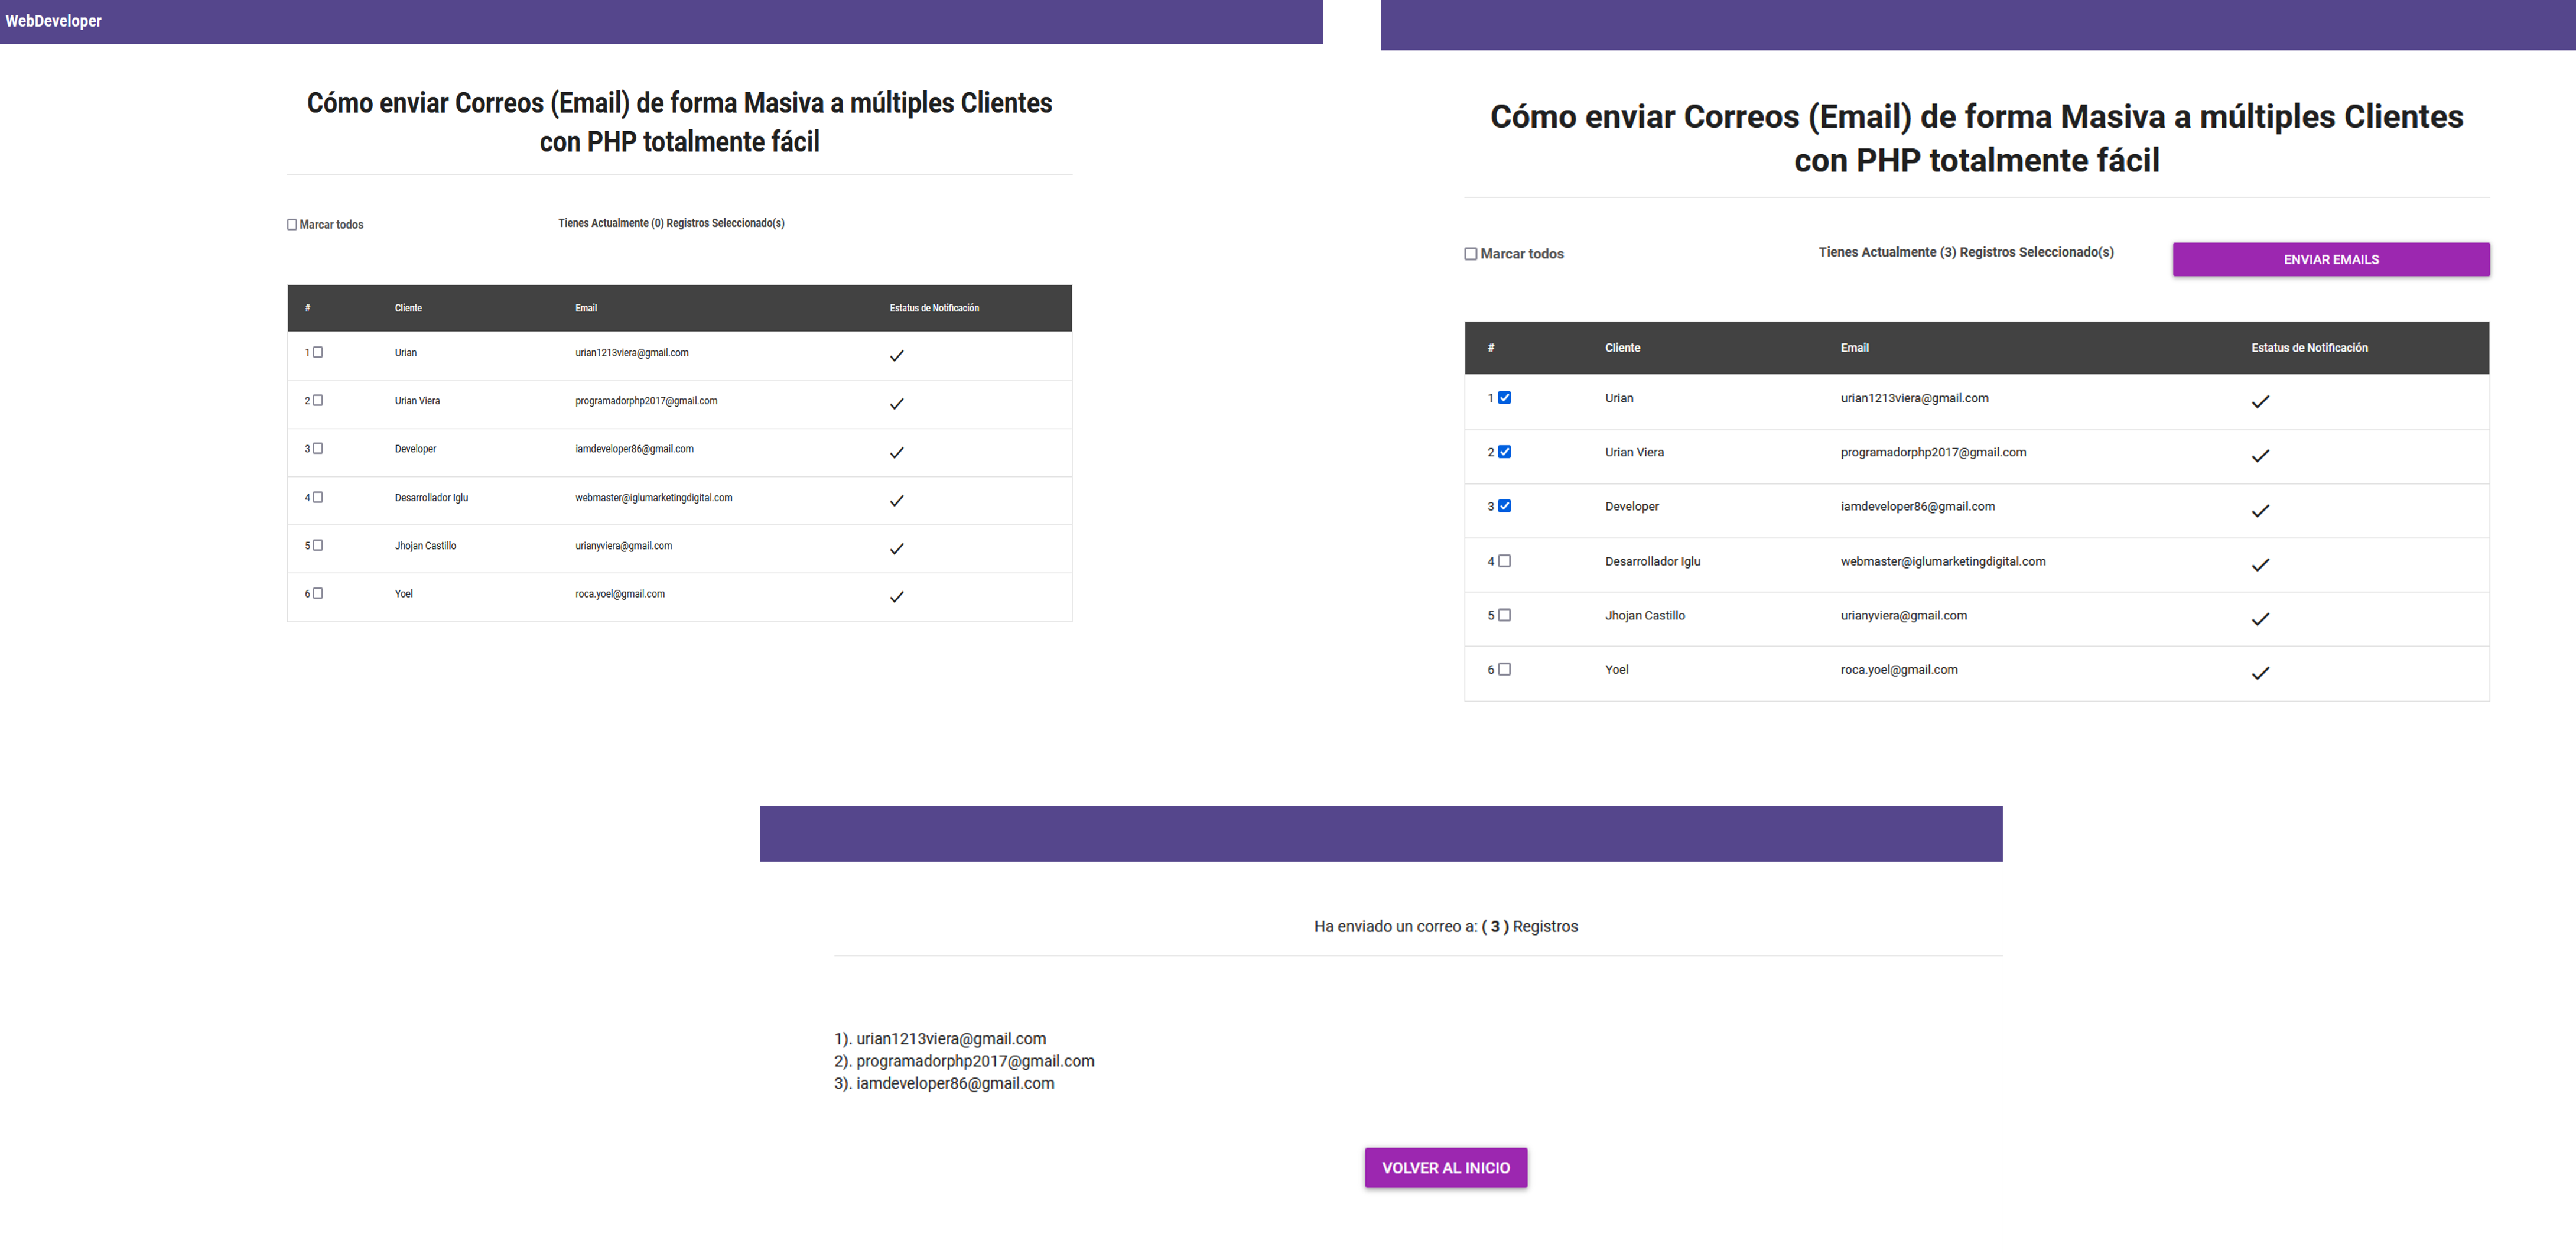 WebDeveloper
Cómo enviar Correos (Email) de forma Masiva a múltiples Clientes
con PHP totalmente fácil
Marcar todos Tienes Actualmente (0) Registros Seleccionado(s)
# Cliente Email Estatus de Notificación
1 Urian urian1213viera@gmail.com
2 Urian Viera programadorphp2017@gmail.com
3 Developer iamdeveloper86@gmail.com
4 Desarrollador Iglu webmaster@iglumarketingdigital.com
5 Jhojan Castillo urianyviera@gmail.com
6 Yoel roca.yoel@gmail.com
Cómo enviar Correos (Email) de forma Masiva a múltiples Clientes
con PHP totalmente fácil
Marcar todos Tienes Actualmente (3) Registros Seleccionado(s) ENVIAR EMAILS
# Cliente Email Estatus de Notificación
1 Urian urian1213viera@gmail.com
2 Urian Viera programadorphp2017@gmail.com
3 Developer iamdeveloper86@gmail.com
4 Desarrollador Iglu webmaster@iglumarketingdigital.com
5 Jhojan Castillo urianyviera@gmail.com
6 Yoel roca.yoel@gmail.com
Ha enviado un correo a: ( 3 ) Registros
1). urian1213viera@gmail.com
2). programadorphp2017@gmail.com
3). iamdeveloper86@gmail.com
VOLVER AL INICIO